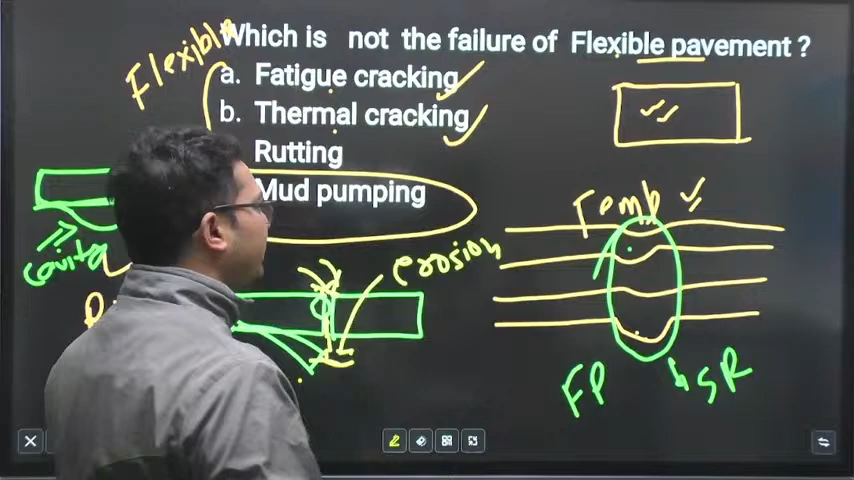 Flexible
Which is not the failure of Flexible pavement ?
a. Fatigue cracking
b. Thermal cracking
Rutting
Mud pumping
Temp
cavity
erosion
FP
SR